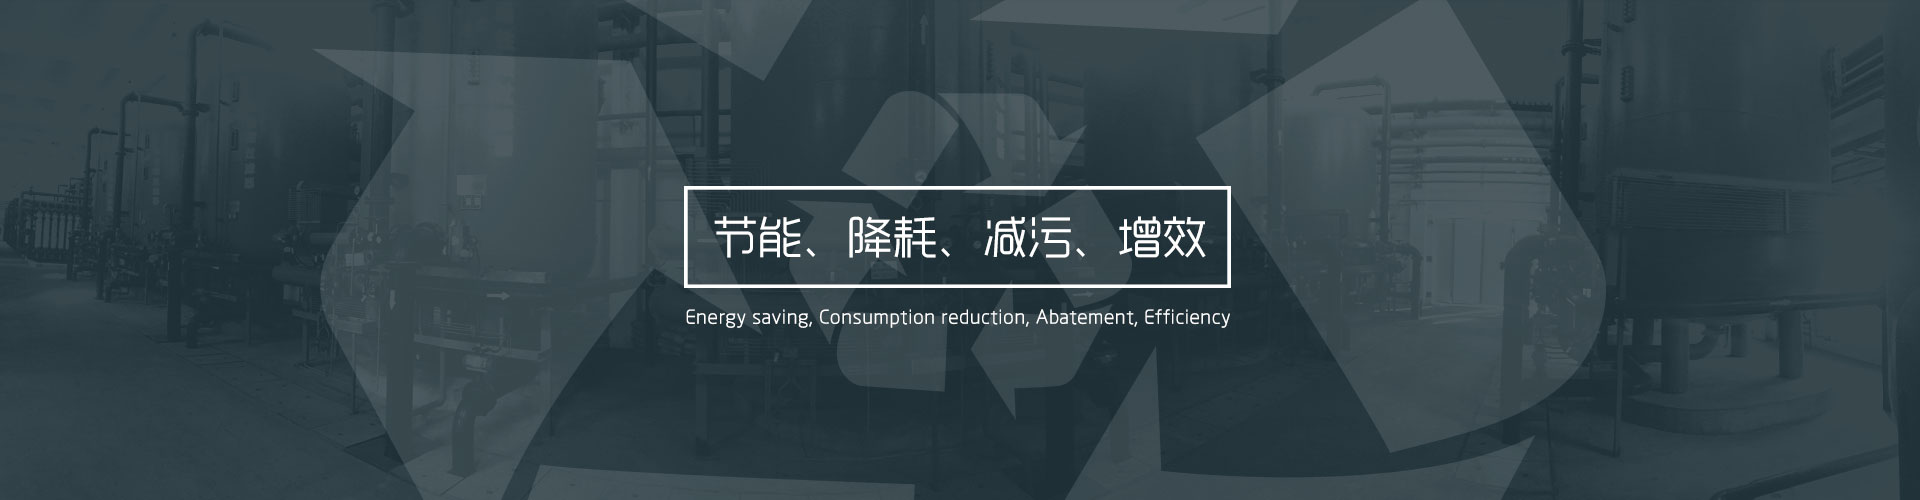 节能、降耗、减污、增效
Energy saving, Consumption reduction, Abatement, Efficiency